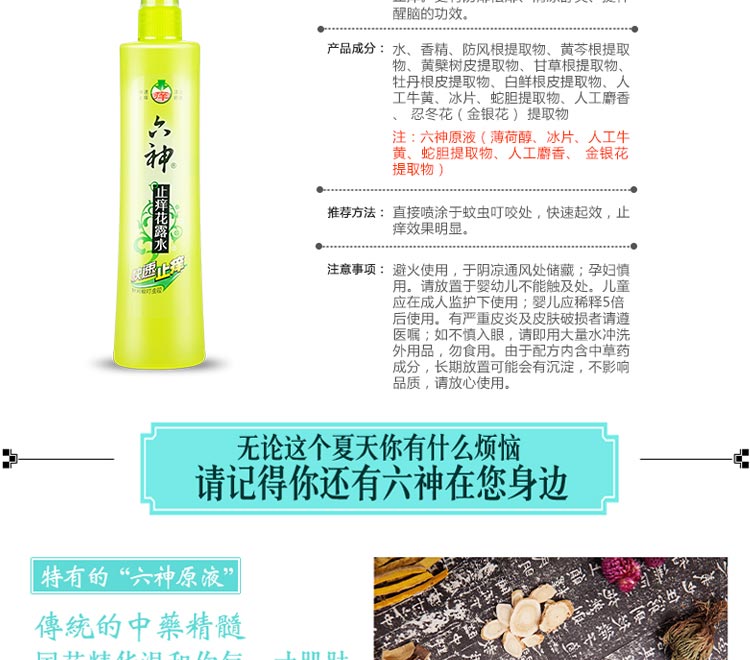 醒脑的功效。
产品成分： 水、香精、防风根提取物、黄芩根提取
物、黄檗树皮提取物、甘草根提取物、
牡丹根皮提取物、白鲜根皮提取物、人
工牛黄、冰片、蛇胆提取物、人工麝香
、 忍冬花（金银花） 提取物
注：六神原液（薄荷醇、冰片、人工牛
黄、蛇胆提取物、人工麝香、 金银花
提取物）
推荐方法： 直接喷涂于蚊虫叮咬处，快速起效，止
痒效果明显。
注意事项： 避火使用，于阴凉通风处储藏；孕妇慎
用。请放置于婴幼儿不能触及处。儿童
应在成人监护下使用；婴儿应稀释5倍
后使用。有严重皮炎及皮肤破损者请遵
医嘱；如不慎入眼，请即用大量水冲洗
外用品，勿食用。由于配方内含中草药
成分，长期放置可能会有沉淀，不影响
品质，请放心使用。
痒
六神®
止痒花露水
快速止痒
无论这个夏天你有什么烦恼
请记得你还有六神在您身边
特有的“六神原液”
傳統的中藥精髓